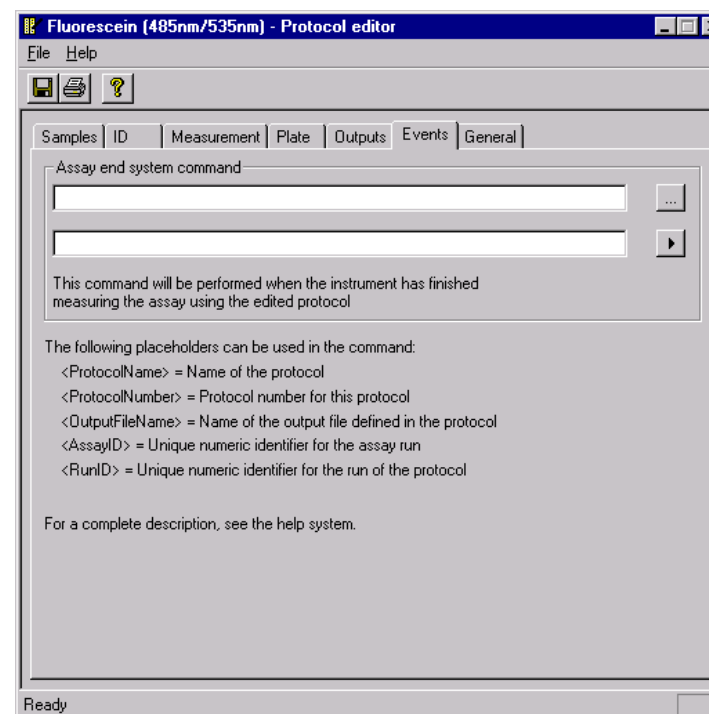 Fluorescein (485nm/535nm) - Protocol editor
File Help
Samples ID Measurement Plate Outputs Events General
Assay end system command
...
This command will be performed when the instrument has finished
measuring the assay using the edited protocol
The following placeholders can be used in the command:
<ProtocolName> = Name of the protocol
<ProtocolNumber> = Protocol number for this protocol
<OutputFileName> = Name of the output file defined in the protocol
<AssayID> = Unique numeric identifier for the assay run
<RunID> = Unique numeric identifier for the run of the protocol
For a complete description, see the help system.
Ready